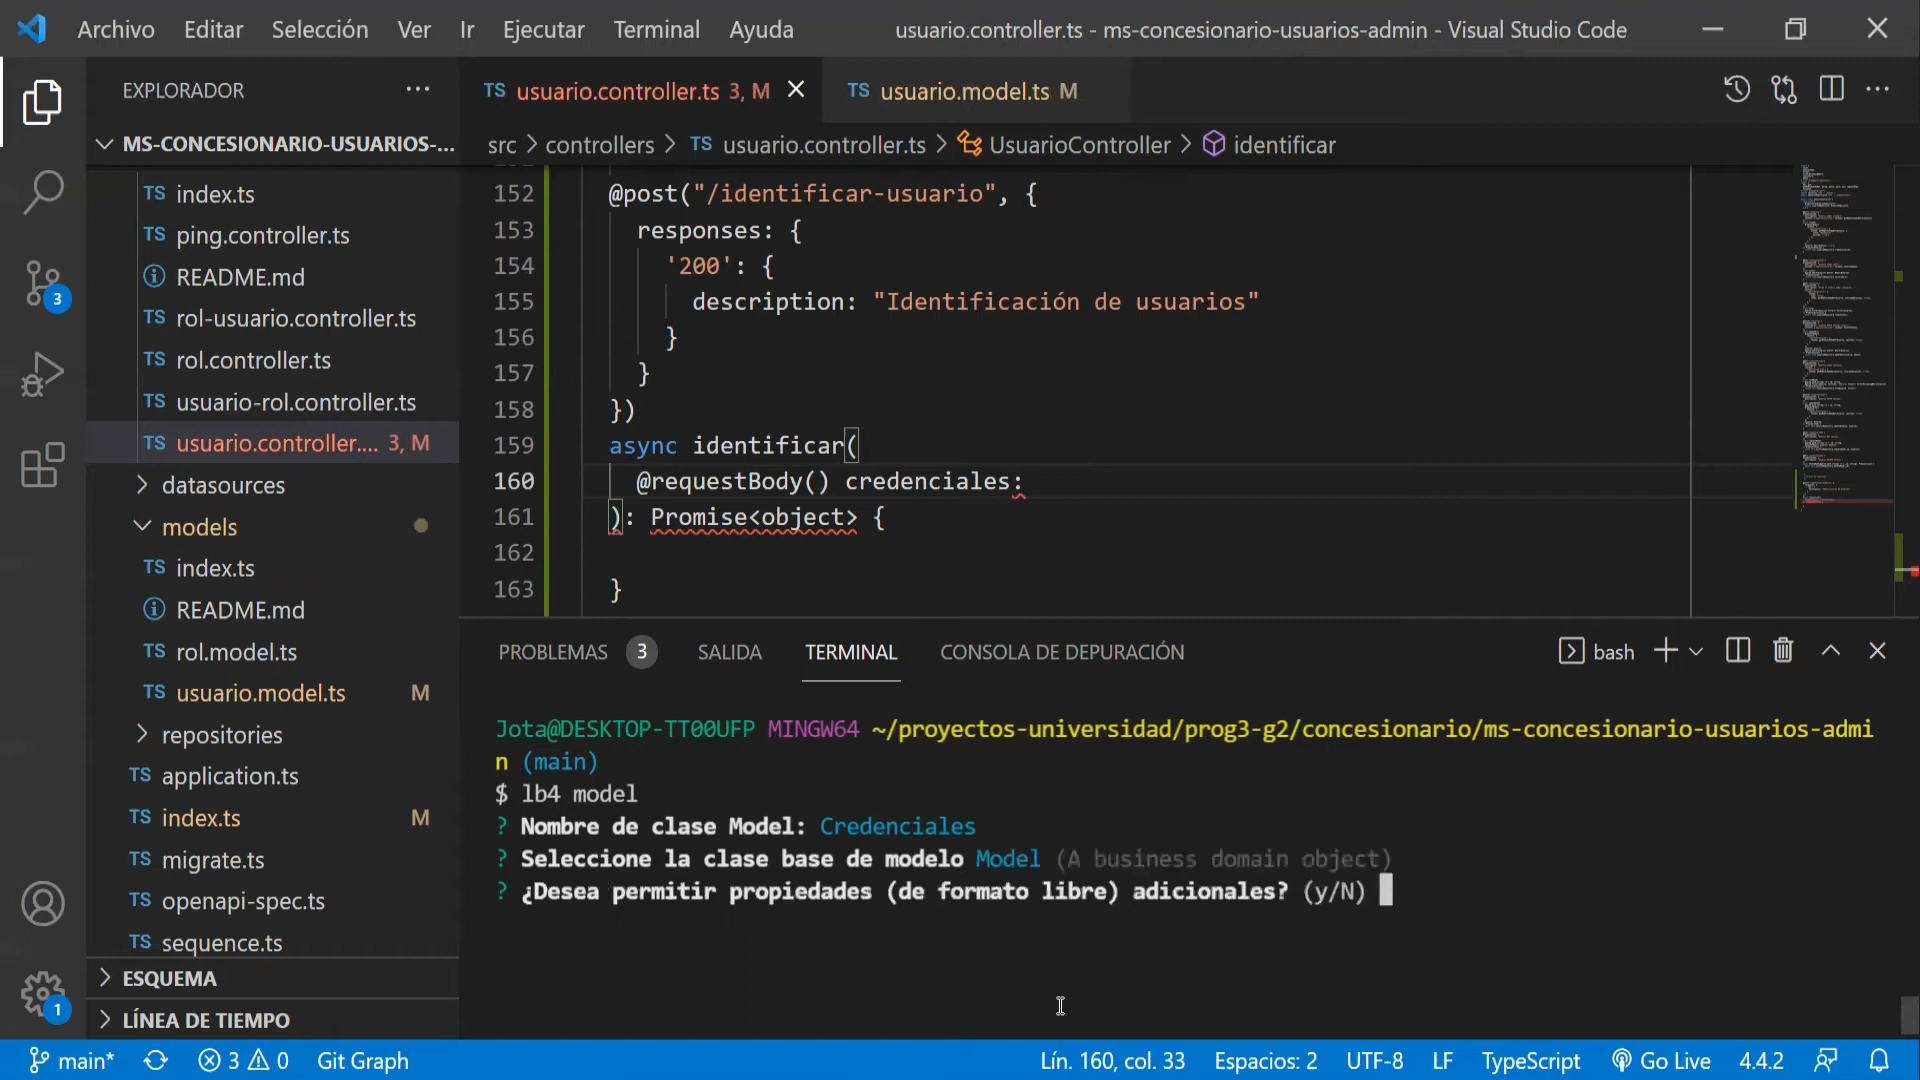 Archivo Editar Selección Ver Ir Ejecutar Terminal Ayuda usuario.controller.ts - ms-concesionario-usuarios-admin - Visual Studio Code
EXPLORADOR
MS-CONCESIONARIO-USUARIOS-...
TS index.ts
TS ping.controller.ts
README.md
TS rol-usuario.controller.ts
TS rol.controller.ts
TS usuario-rol.controller.ts
TS usuario.controller.... 3, M
datasources
models
TS index.ts
README.md
TS rol.model.ts
TS usuario.model.ts M
repositories
TS application.ts
TS index.ts M
TS migrate.ts
TS openapi-spec.ts
TS sequence.ts
ESQUEMA
LÍNEA DE TIEMPO
3
1
TS usuario.controller.ts 3, M
TS usuario.model.ts M
src > controllers > TS usuario.controller.ts > UsuarioController > identificar
152 @post("/identificar-usuario", {
153 responses: {
154 '200': {
155 description: "Identificación de usuarios"
156 }
157 }
158 })
159 async identificar(
160 @requestBody() credenciales:
161 ): Promise<object> {
162
163 }
PROBLEMAS 3 SALIDA TERMINAL CONSOLA DE DEPURACIÓN bash
Jota@DESKTOP-TT00UFP MINGW64 ~/proyectos-universidad/prog3-g2/concesionario/ms-concesionario-usuarios-admi
n (main)
$ lb4 model
? Nombre de clase Model: Credenciales
? Seleccione la clase base de modelo Model (A business domain object)
? ¿Desea permitir propiedades (de formato libre) adicionales? (y/N)
main* 3 0 Git Graph Lín. 160, col. 33 Espacios: 2 UTF-8 LF TypeScript Go Live 4.4.2